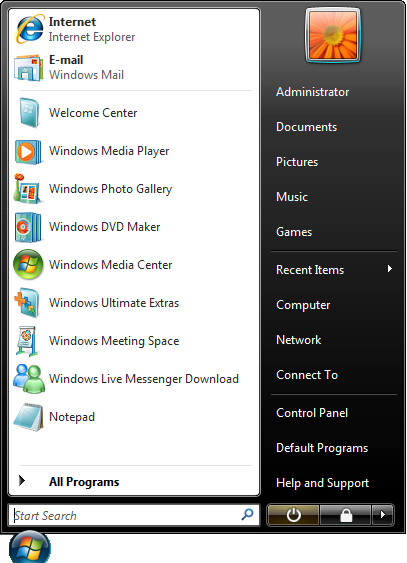 Internet
Internet Explorer
E-mail
Windows Mail
Welcome Center
Windows Media Player
Windows Photo Gallery
Windows DVD Maker
Windows Media Center
Windows Ultimate Extras
Windows Meeting Space
Windows Live Messenger Download
Notepad
All Programs
Start Search
Administrator
Documents
Pictures
Music
Games
Recent Items
Computer
Network
Connect To
Control Panel
Default Programs
Help and Support